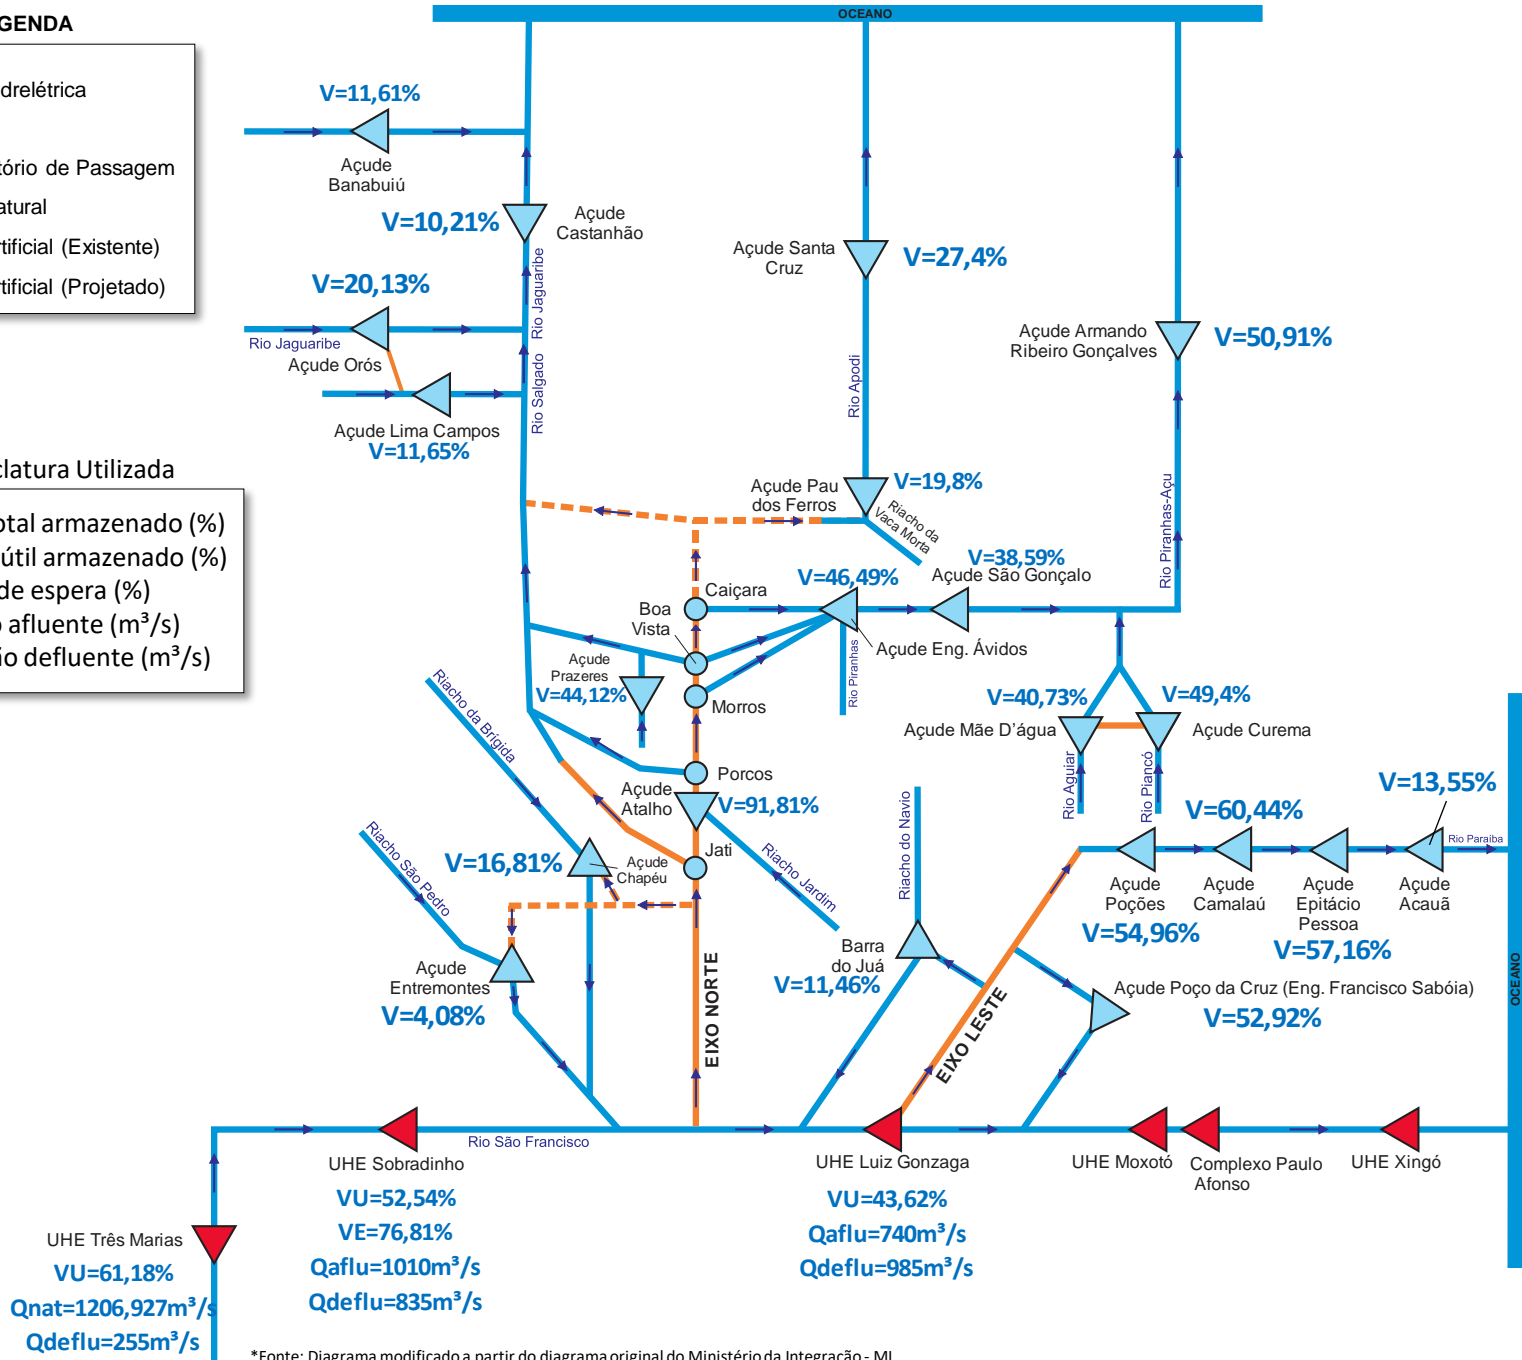 OCEANO
GENDA
drelétrica
tório de Passagem
atural
rtificial (Existente)
rtificial (Projetado)
V=11,61%
Açude
Banabuiú
V=10,21%
Açude
Castanhão
V=20,13%
Rio Jaguaribe
Rio Jaguaribe
Açude Orós
Rio Salgado
Açude Lima Campos
V=11,65%
Açude Santa
Cruz
V=27,4%
Rio Apodi
Açude Armando
Ribeiro Gonçalves
V=50,91%
Rio Piranhas-Açu
clatura Utilizada
otal armazenado (%)
útil armazenado (%)
de espera (%)
o afluente (m³/s)
ão defluente (m³/s)
Açude Pau
dos Ferros
V=19,8%
Riacho da
Vaca Morta
V=38,59%
Açude São Gonçalo
V=46,49%
Caiçara
Boa
Vista
Açude Eng. Ávidos
Rio Piranhas
Açude
Prazeres
V=44,12%
Morros
Riacho da Brígida
Porcos
Açude
Atalho
V=91,81%
V=40,73%
V=49,4%
Açude Mãe D'água
Açude Curema
Rio Aguiar
Rio Piancó
V=13,55%
V=60,44%
Rio Paraiba
Riacho São Pedro
V=16,81%
Açude
Chapéu
Jati
Riacho Jardim
Riacho do Navio
Açude
Poções
Açude
Camalaú
Açude
Epitácio
Pessoa
Açude
Acauã
V=54,96%
V=57,16%
Açude
Entremontes
V=4,08%
EIXO NORTE
Barra
do Juá
V=11,46%
EIXO LESTE
Açude Poço da Cruz (Eng. Francisco Sabóia)
V=52,92%
OCEANO
Rio São Francisco
UHE Sobradinho
VU=52,54%
VE=76,81%
Qaflu=1010m³/s
Qdeflu=835m³/s
UHE Luiz Gonzaga
VU=43,62%
Qaflu=740m³/s
Qdeflu=985m³/s
UHE Moxotó
Complexo Paulo
Afonso
UHE Xingó
UHE Três Marias
VU=61,18%
Qnat=1206,927m³/s
Qdeflu=255m³/s
*Fonte: Diagrama modificado a partir do diagrama original do Ministério da Integração - MI